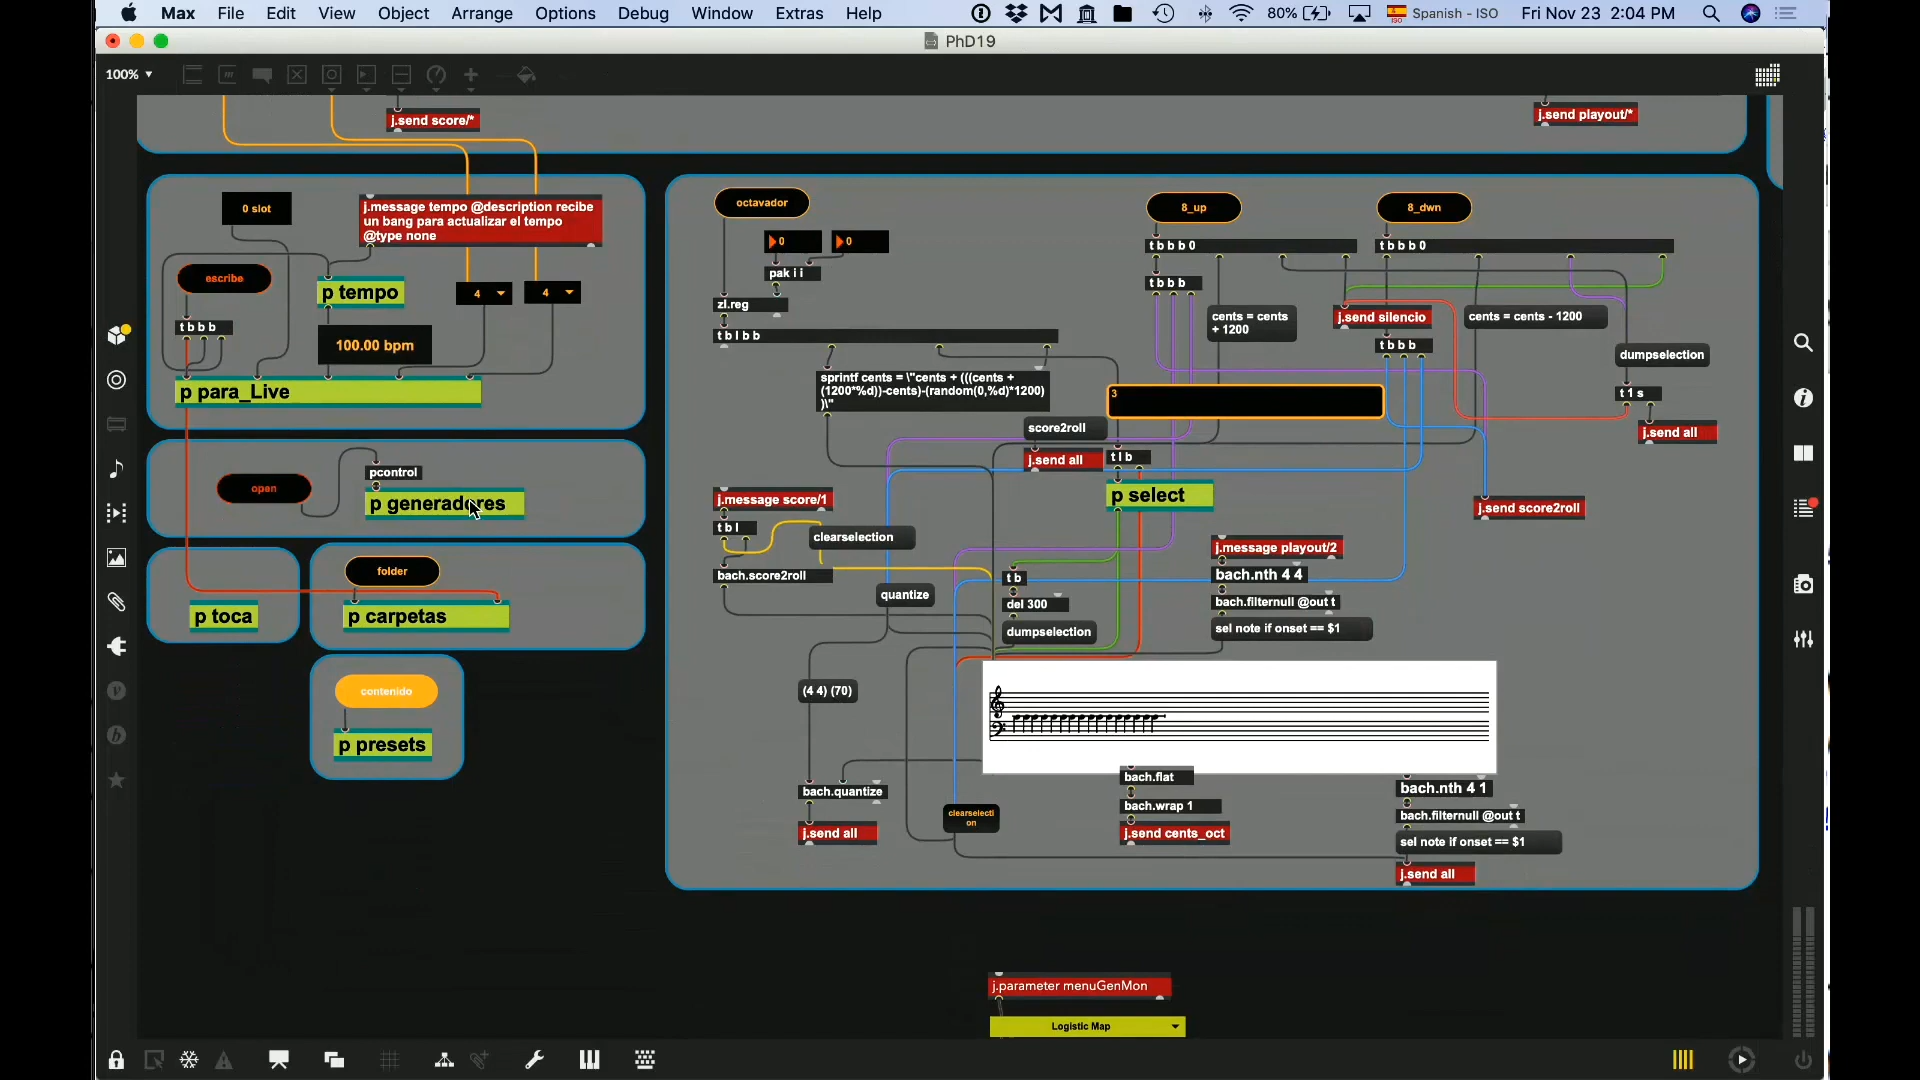 Max File Edit View Object Arrange Options Debug Window Extras Help
80% Spanish - ISO Fri Nov 23 2:04 PM
PhD19
100%
j.send score/*
j.send playout/*
0 slot
j.message tempo @description recibe
un bang para actualizar el tempo
@type none
escribe
p tempo
4
4
t b b b
100.00 bpm
p para_Live
pcontrol
open
p generadores
folder
p toca
p carpetas
contenido
p presets
octavador
0
0
pak i i
zl.reg
t b l b b
sprintf cents = \"cents + (((cents +
(1200*%d))-cents)-(random(0,%d)*1200)
)\"
8_up
t b b b 0
t b b b
cents = cents
+ 1200
8_dwn
t b b b 0
j.send silencio
cents = cents - 1200
t b b b
dumpselection
t 1 s
j.send all
3
score2roll
j.send all
t l b
p select
j.send score2roll
j.message score/1
t b l
clearselection
bach.score2roll
quantize
t b
del 300
dumpselection
j.message playout/2
bach.nth 4 4
bach.filternull @out t
sel note if onset == $1
(4 4) (70)
bach.quantize
j.send all
clearselecti
on
bach.flat
bach.wrap 1
j.send cents_oct
bach.nth 4 1
bach.filternull @out t
sel note if onset == $1
j.send all
j.parameter menuGenMon
Logistic Map